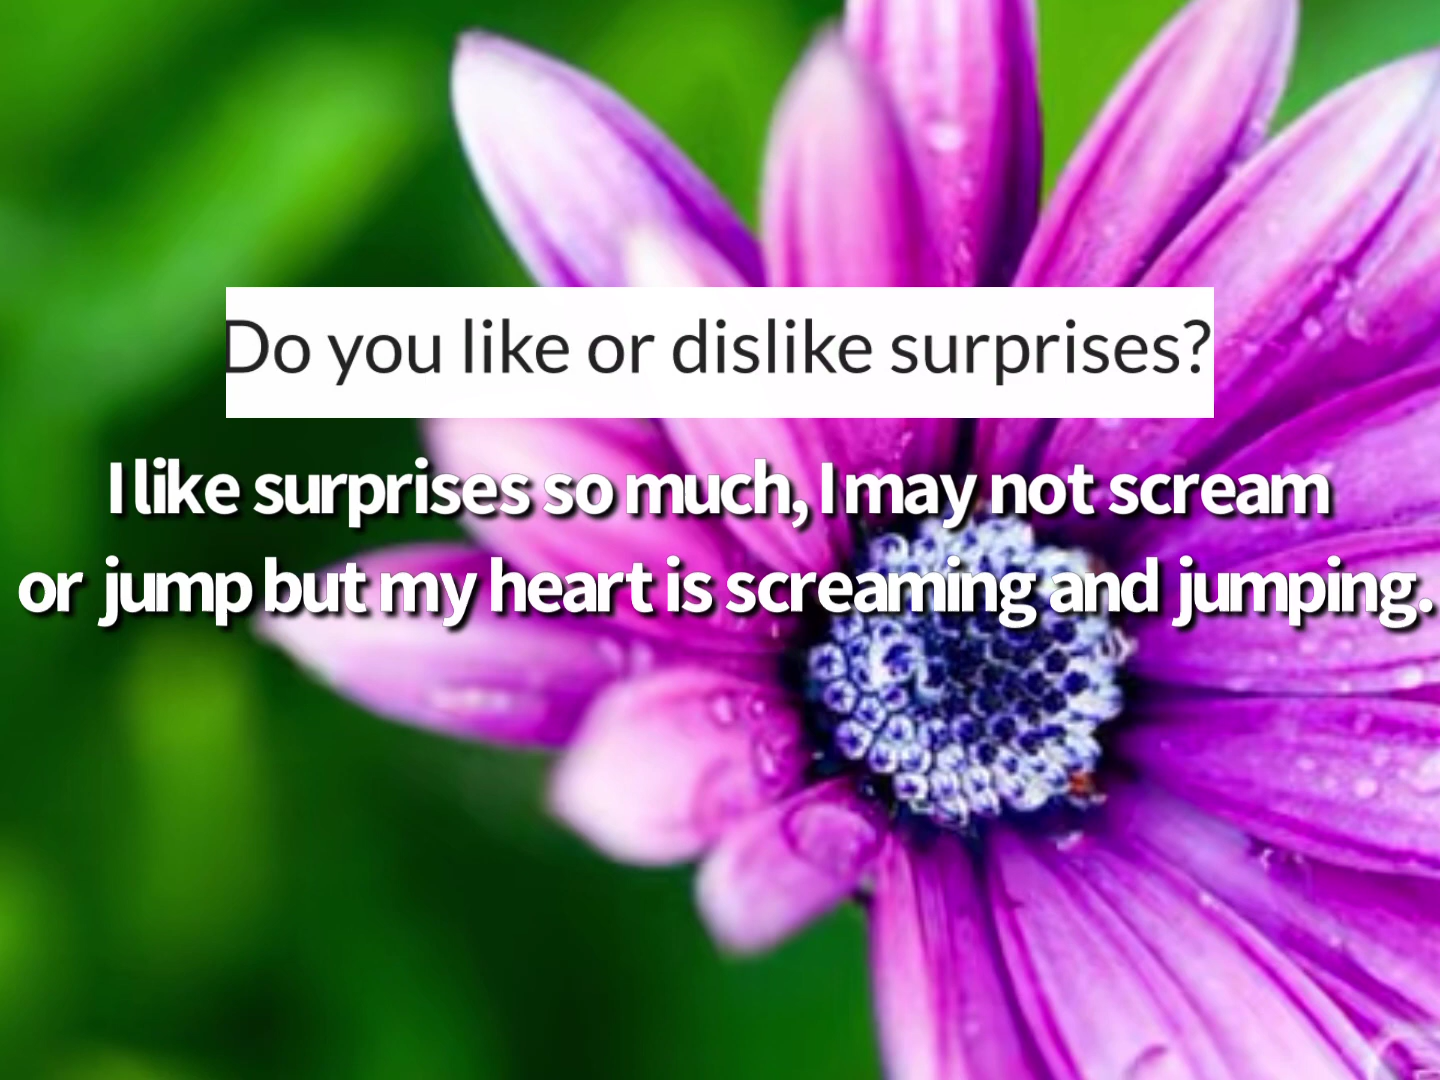 Do you like or dislike surprises?
I like surprises so much, I may not scream
or jump but my heart is screaming and jumping.